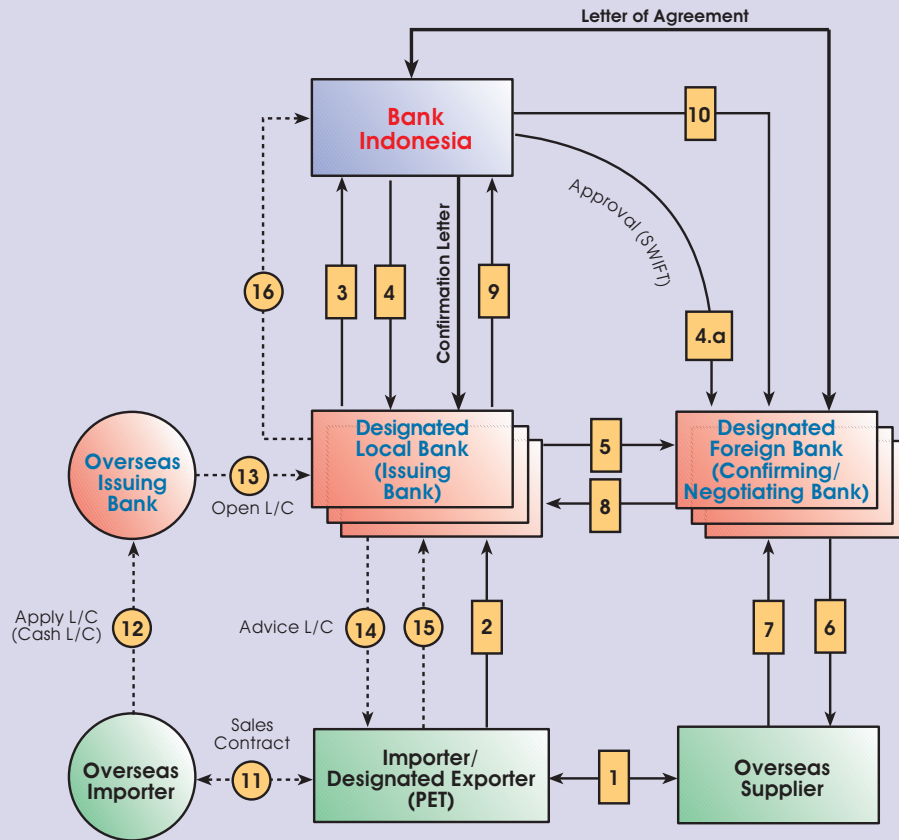 Letter of Agreement
Bank
Indonesia
10
Approval (SWIFT)
16
3
4
Confirmation Letter
9
4.a
Overseas
Issuing
Bank
13
Open L/C
Designated
Local Bank
(Issuing
Bank)
5
8
Designated
Foreign Bank
(Confirming/
Negotiating Bank)
Apply L/C
(Cash L/C)
12
Advice L/C
14
15
2
7
6
Overseas
Importer
Sales
Contract
11
Importer/
Designated Exporter
(PET)
1
Overseas
Supplier